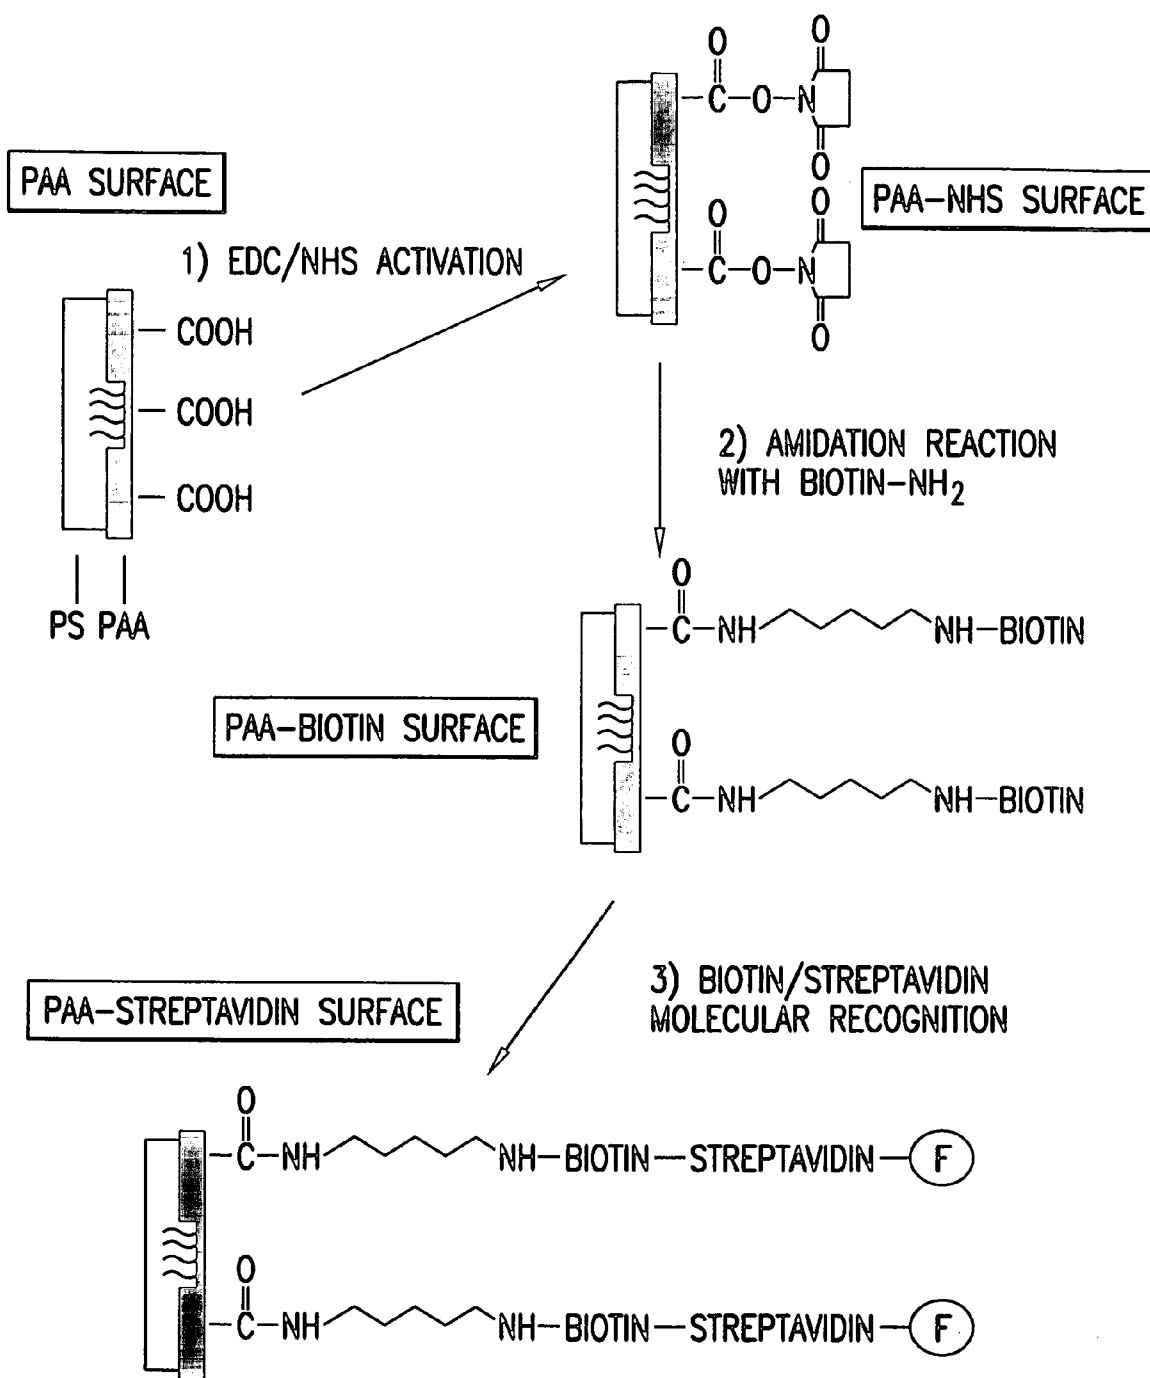 O O
C-O-N
O
PAA SURFACE
PAA-NHS SURFACE
1) EDC/NHS ACTIVATION
O O
C-O-N
O
COOH
COOH
COOH
PS PAA
2) AMIDATION REACTION
WITH BIOTIN-NH₂
O
C-NH NH-BIOTIN
PAA-BIOTIN SURFACE
O
C-NH NH-BIOTIN
3) BIOTIN/STREPTAVIDIN
MOLECULAR RECOGNITION
PAA-STREPTAVIDIN SURFACE
O
C-NH NH-BIOTIN-STREPTAVIDIN-F
O
C-NH NH-BIOTIN-STREPTAVIDIN-F